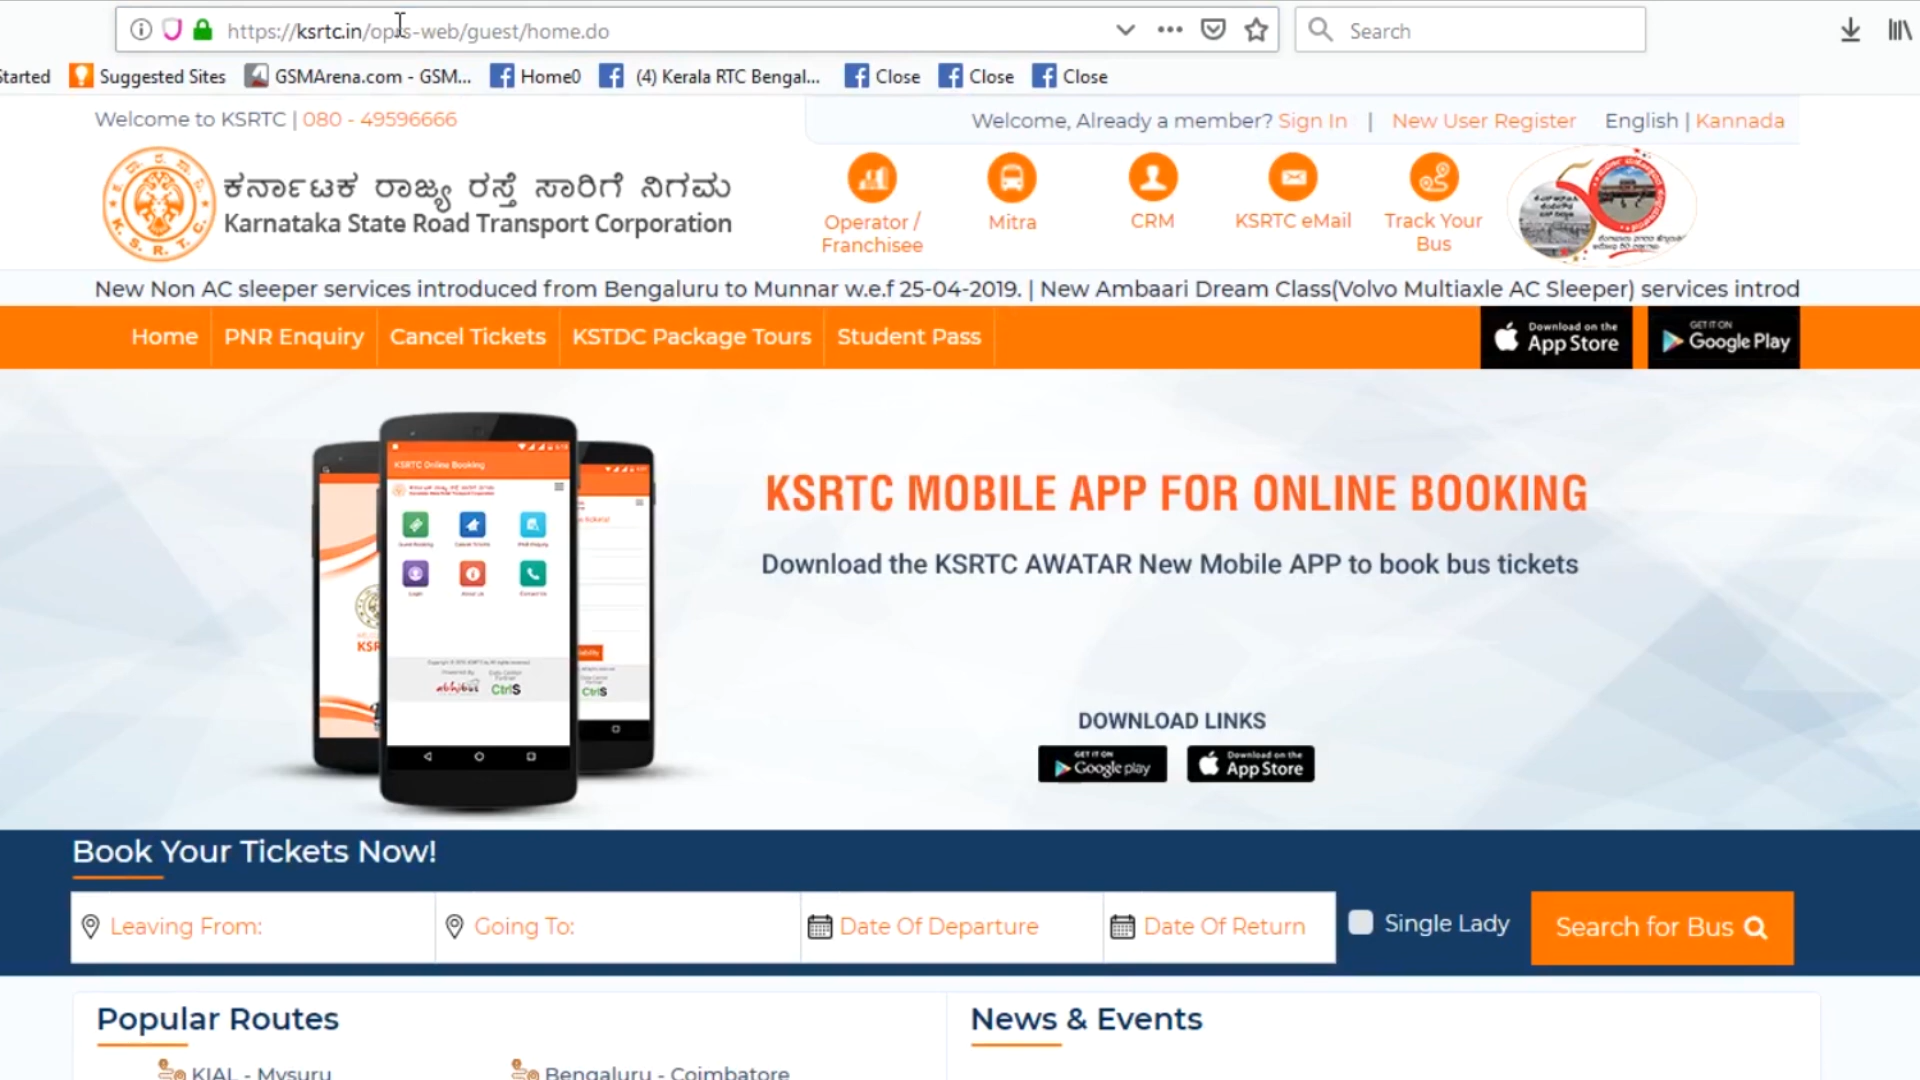 https://ksrtc.in/oprs-web/guest/home.do
Search
Started
Suggested Sites
GSMArena.com - GSM...
Home0
(4) Kerala RTC Bengal...
Close
Close
Close
Welcome to KSRTC | 080 - 49596666
Welcome, Already a member? Sign In | New User Register
English | Kannada
ಕರ್ನಾಟಕ ರಾಜ್ಯ ರಸ್ತೆ ಸಾರಿಗೆ ನಿಗಮ
Karnataka State Road Transport Corporation
Operator /
Franchisee
Mitra
CRM
KSRTC eMail
Track Your
Bus
New Non AC sleeper services introduced from Bengaluru to Munnar w.e.f 25-04-2019. | New Ambaari Dream Class(Volvo Multiaxle AC Sleeper) services introd
Home
PNR Enquiry
Cancel Tickets
KSTDC Package Tours
Student Pass
Download on the
App Store
GET IT ON
Google Play
KSRTC Online Booking
KSRTC MOBILE APP FOR ONLINE BOOKING
Download the KSRTC AWATAR New Mobile APP to book bus tickets
abhibus
CtrlS
CtrlS
DOWNLOAD LINKS
GET IT ON
Google play
Download on the
App Store
Book Your Tickets Now!
Leaving From:
Going To:
Date Of Departure
Date Of Return
Single Lady
Search for Bus
Popular Routes
News & Events
KIAL - Mysuru
Bengaluru - Coimbatore